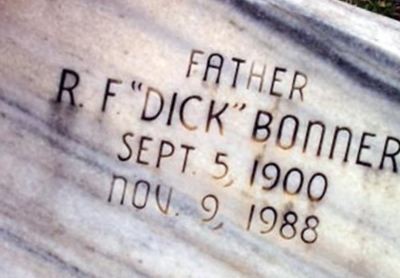 FATHER
R. F. "DICK" BONNER
SEPT. 5, 1900
NOV. 9, 1988